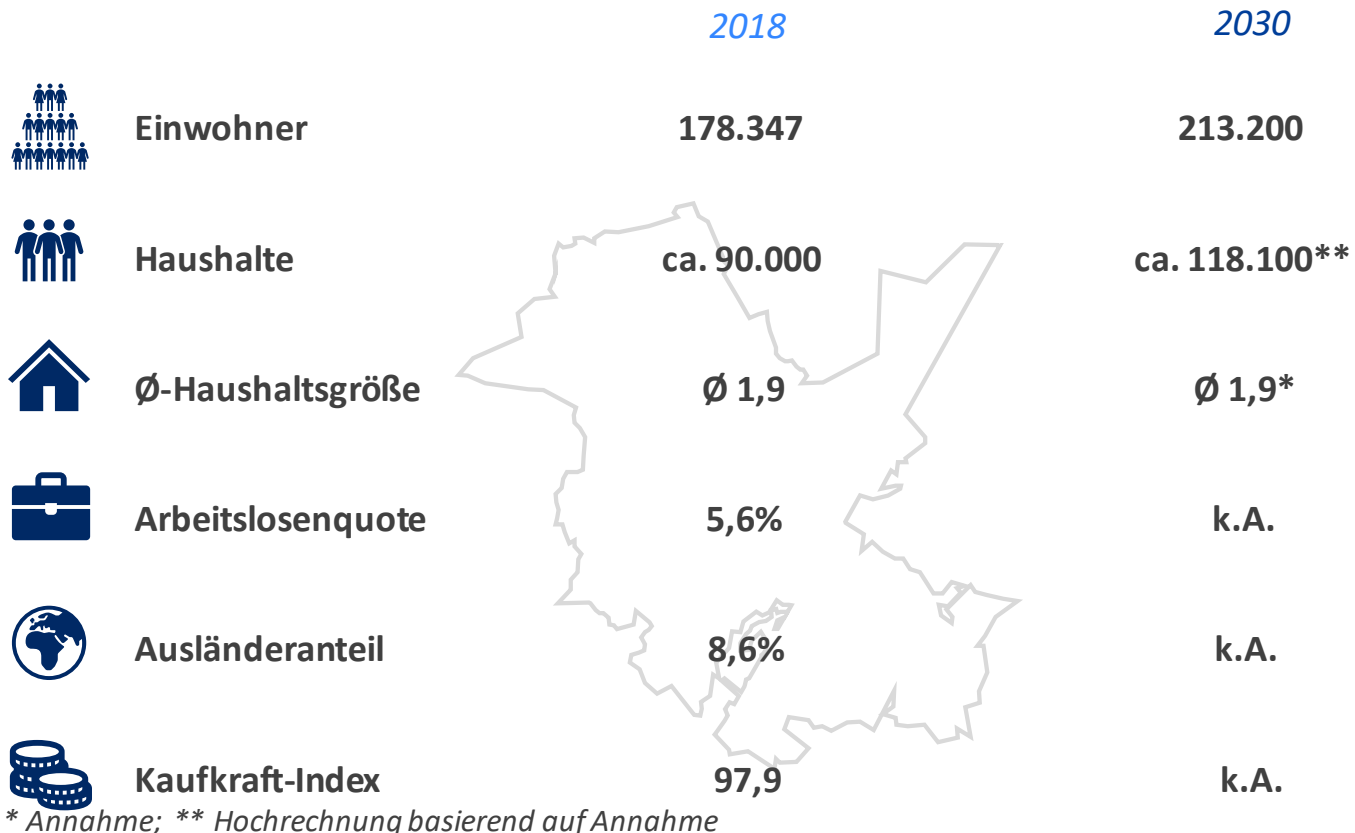 2018 2030
Einwohner 178.347 213.200
Haushalte ca. 90.000 ca. 118.100**
Ø-Haushaltsgröße Ø 1,9 Ø 1,9*
Arbeitslosenquote 5,6% k.A.
Ausländeranteil 8,6% k.A.
Kaufkraft-Index 97,9 k.A.
* Annahme; ** Hochrechnung basierend auf Annahme